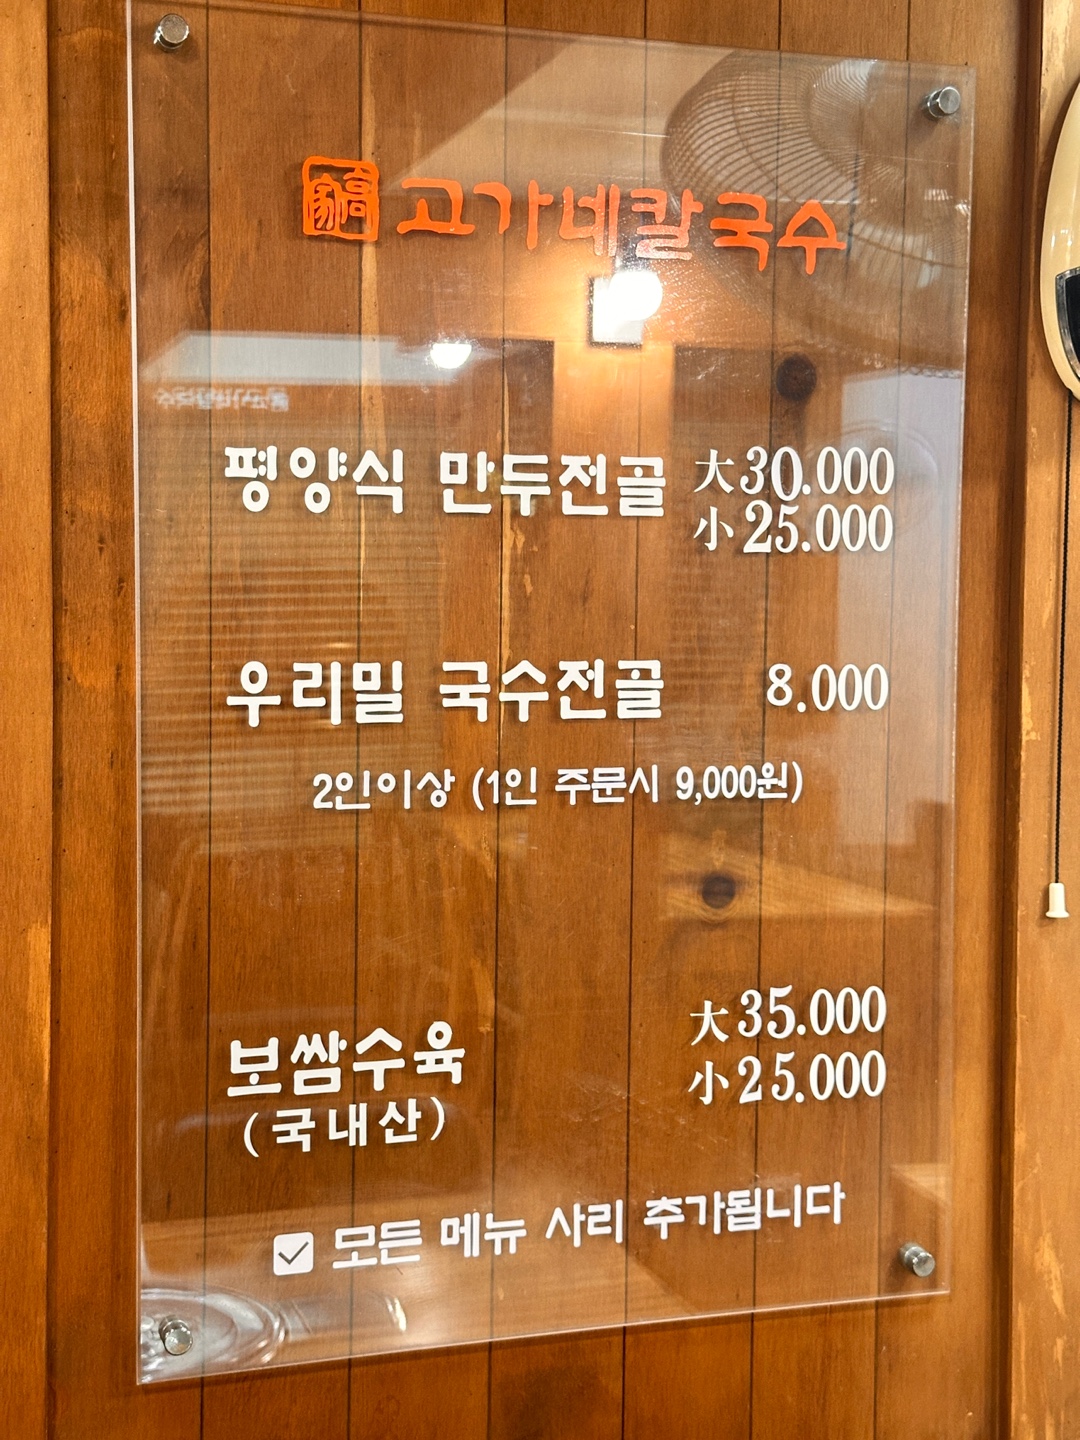 高家 고가네칼국수
평양식 만두전골 大30.000
小25.000
우리밀 국수전골 8.000
2인이상 (1인 주문시 9,000원)
보쌈수육 大35.000
小25.000
(국내산)
☑ 모든 메뉴 사리 추가됩니다